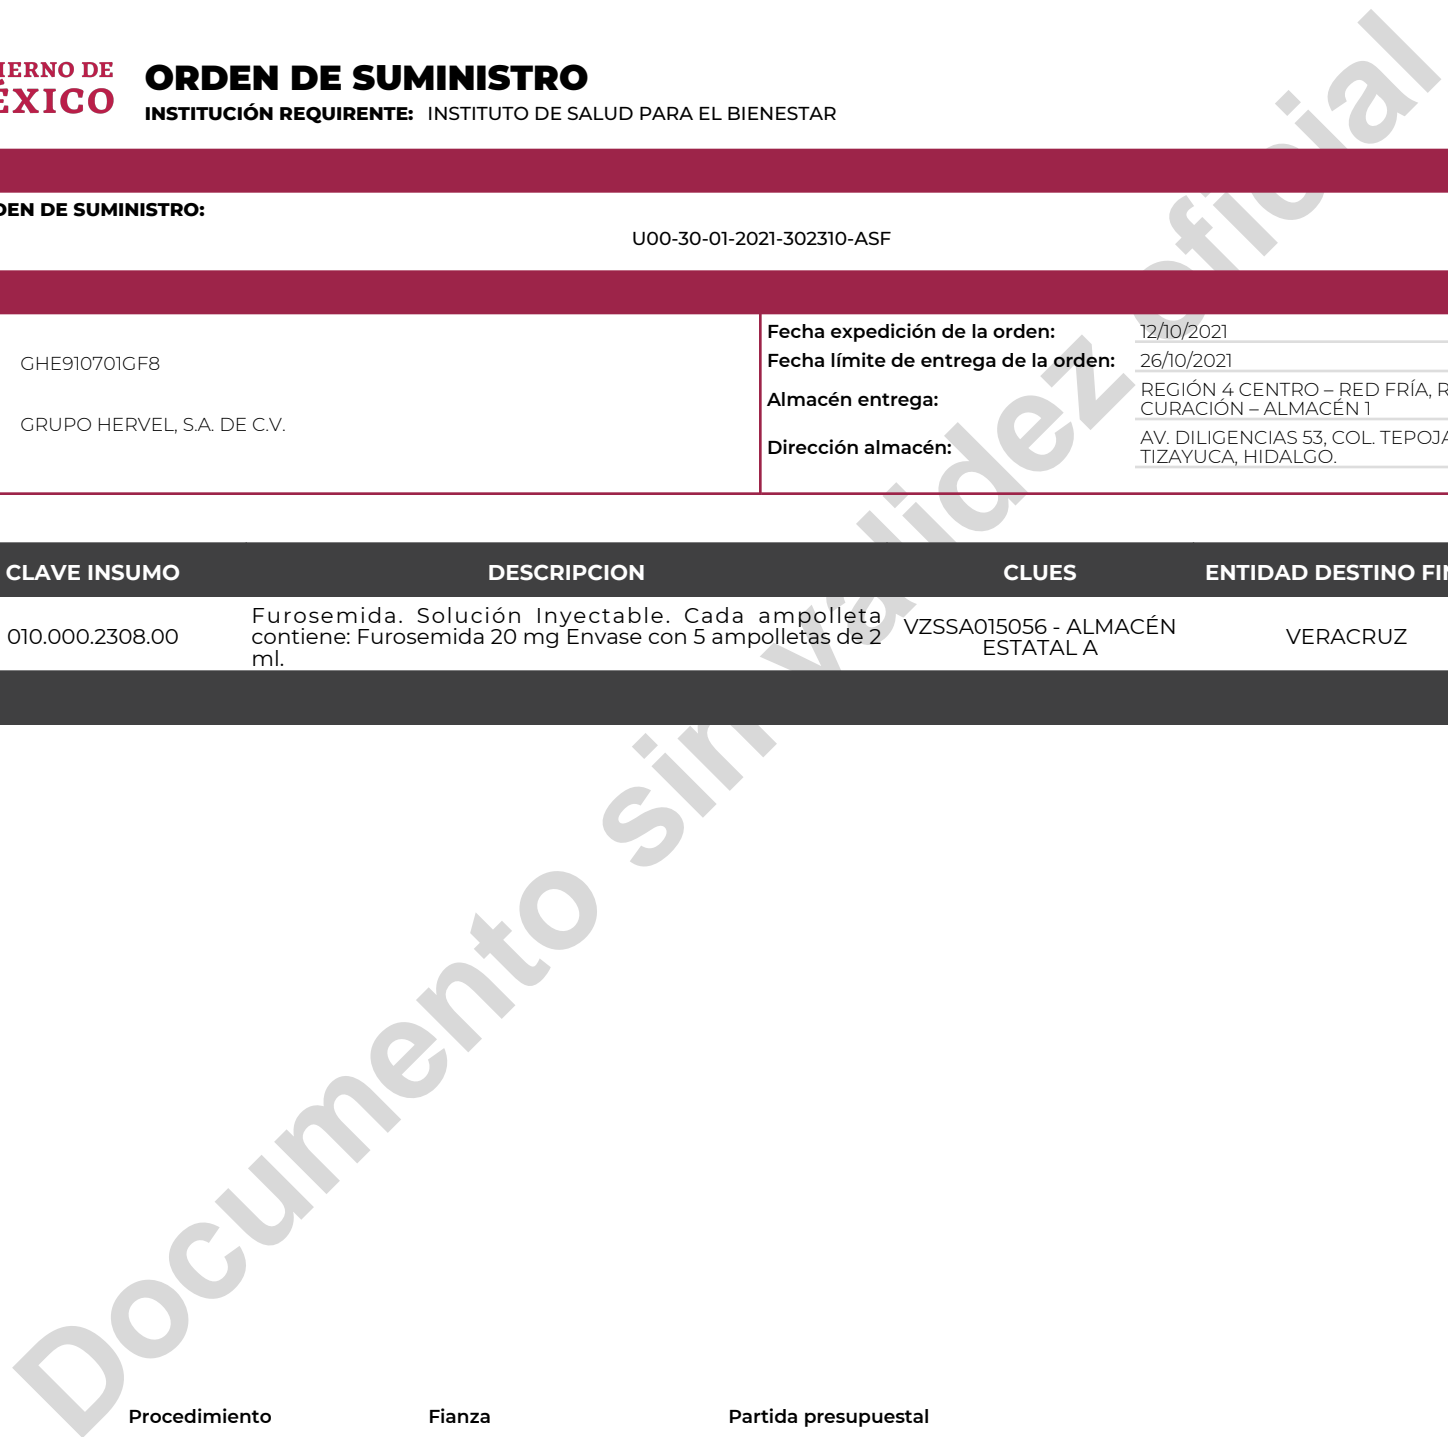 IERNO DE
ÉXICO
ORDEN DE SUMINISTRO
INSTITUCIÓN REQUIRENTE: INSTITUTO DE SALUD PARA EL BIENESTAR
DEN DE SUMINISTRO:
U00-30-01-2021-302310-ASF
GHE910701GF8
GRUPO HERVEL, S.A. DE C.V.
Fecha expedición de la orden: 12/10/2021
Fecha límite de entrega de la orden: 26/10/2021
Almacén entrega: REGIÓN 4 CENTRO – RED FRÍA, R
CURACIÓN – ALMACÉN 1
Dirección almacén: AV. DILIGENCIAS 53, COL. TEPOJA
TIZAYUCA, HIDALGO.
CLAVE INSUMO DESCRIPCION CLUES ENTIDAD DESTINO FIN
010.000.2308.00
Furosemida. Solución Inyectable. Cada ampolleta
contiene: Furosemida 20 mg Envase con 5 ampolletas de 2
ml.
VZSSA015056 - ALMACÉN
ESTATAL A
VERACRUZ
Documento sin validez oficial
Procedimiento Fianza Partida presupuestal